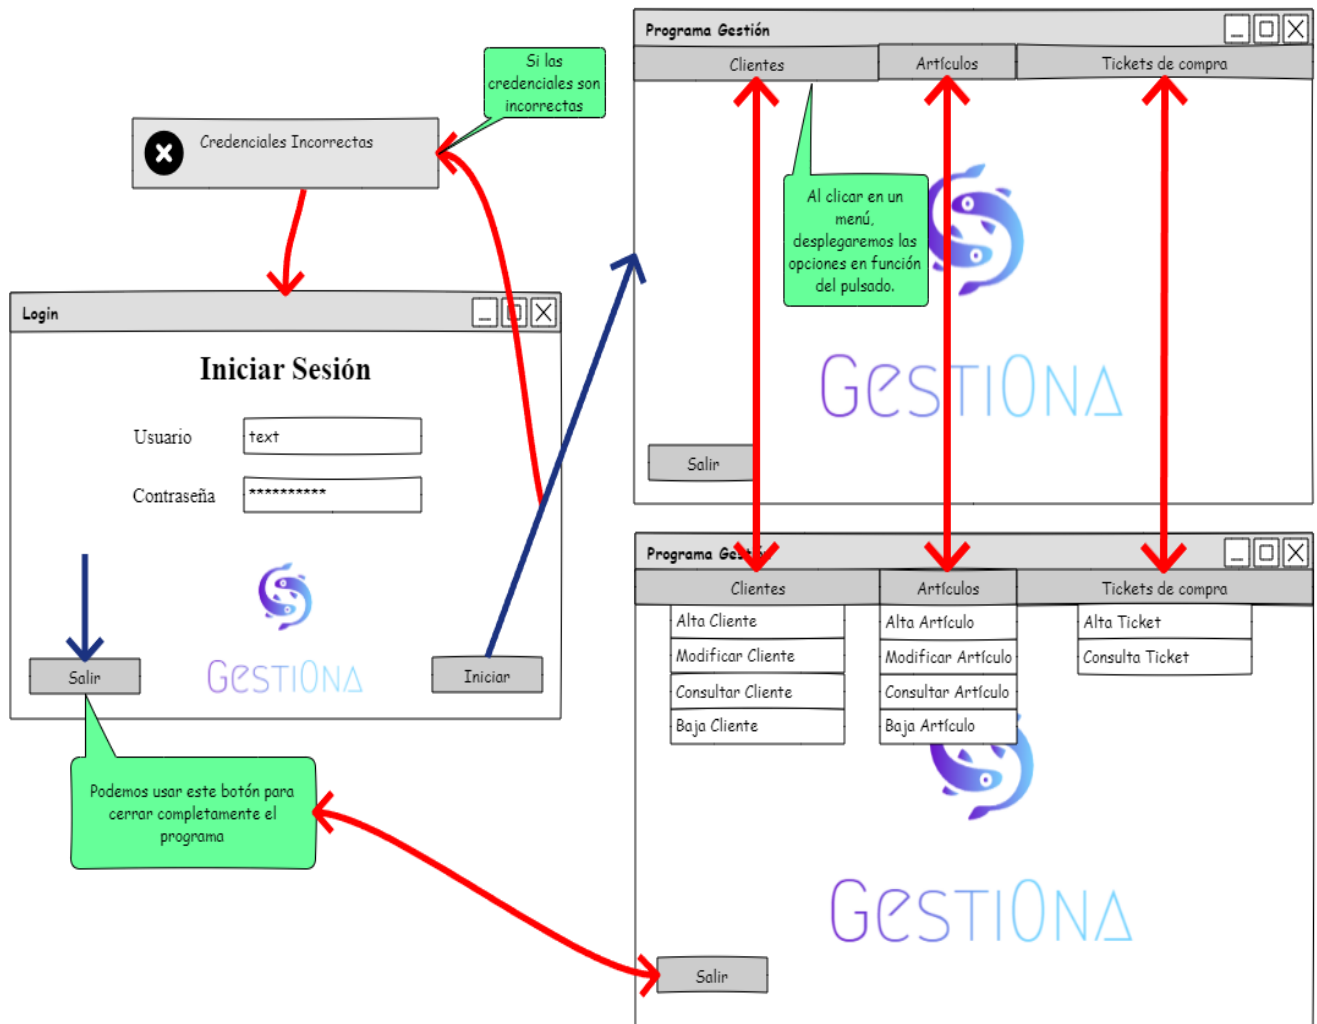 Si las
credenciales son
incorrectas
Credenciales Incorrectas
Login
Iniciar Sesión
Usuario
text
Contraseña
**********
GestiOna
Salir
Iniciar
Podemos usar este botón para
cerrar completamente el
programa
Programa Gestión
Clientes
Artículos
Tickets de compra
Al clicar en un
menú,
desplegaremos las
opciones en función
del pulsado.
GestiOna
Salir
Programa Gestión
Clientes
Artículos
Tickets de compra
Alta Cliente
Modificar Cliente
Consultar Cliente
Baja Cliente
Alta Artículo
Modificar Artículo
Consultar Artículo
Baja Artículo
Alta Ticket
Consulta Ticket
GestiOna
Salir